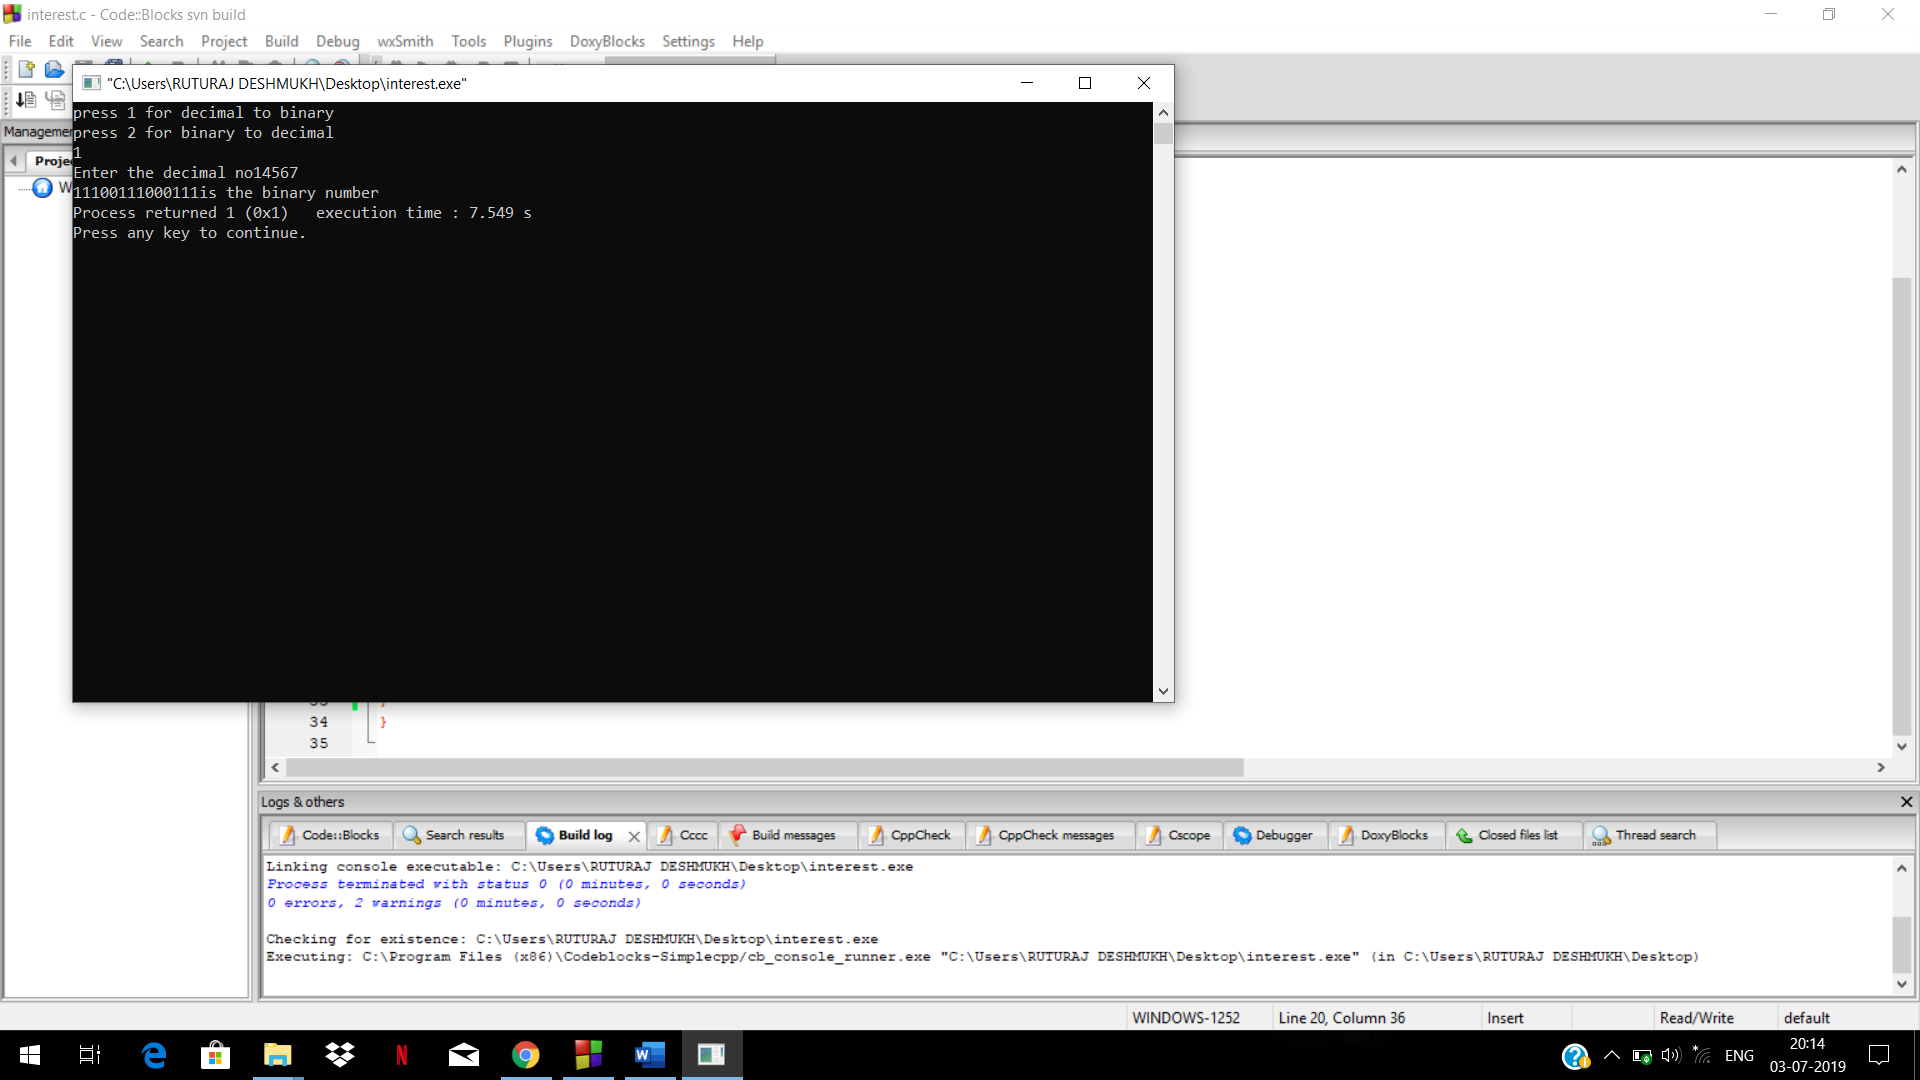 interest.c - Code::Blocks svn build
File Edit View Search Project Build Debug wxSmith Tools Plugins DoxyBlocks Settings Help
"C:\Users\RUTURAJ DESHMUKH\Desktop\interest.exe"
press 1 for decimal to binary
press 2 for binary to decimal
1
Enter the decimal no14567
11100111000111is the binary number
Process returned 1 (0x1) execution time : 7.549 s
Press any key to continue.
34 }
35
Logs & others
Code::Blocks Search results Build log Cccc Build messages CppCheck CppCheck messages Cscope Debugger DoxyBlocks Closed files list Thread search
Linking console executable: C:\Users\RUTURAJ DESHMUKH\Desktop\interest.exe
Process terminated with status 0 (0 minutes, 0 seconds)
0 errors, 2 warnings (0 minutes, 0 seconds)
Checking for existence: C:\Users\RUTURAJ DESHMUKH\Desktop\interest.exe
Executing: C:\Program Files (x86)\Codeblocks-Simplecpp/cb_console_runner.exe "C:\Users\RUTURAJ DESHMUKH\Desktop\interest.exe" (in C:\Users\RUTURAJ DESHMUKH\Desktop)
WINDOWS-1252 Line 20, Column 36 Insert Read/Write default
ENG
20:14
03-07-2019